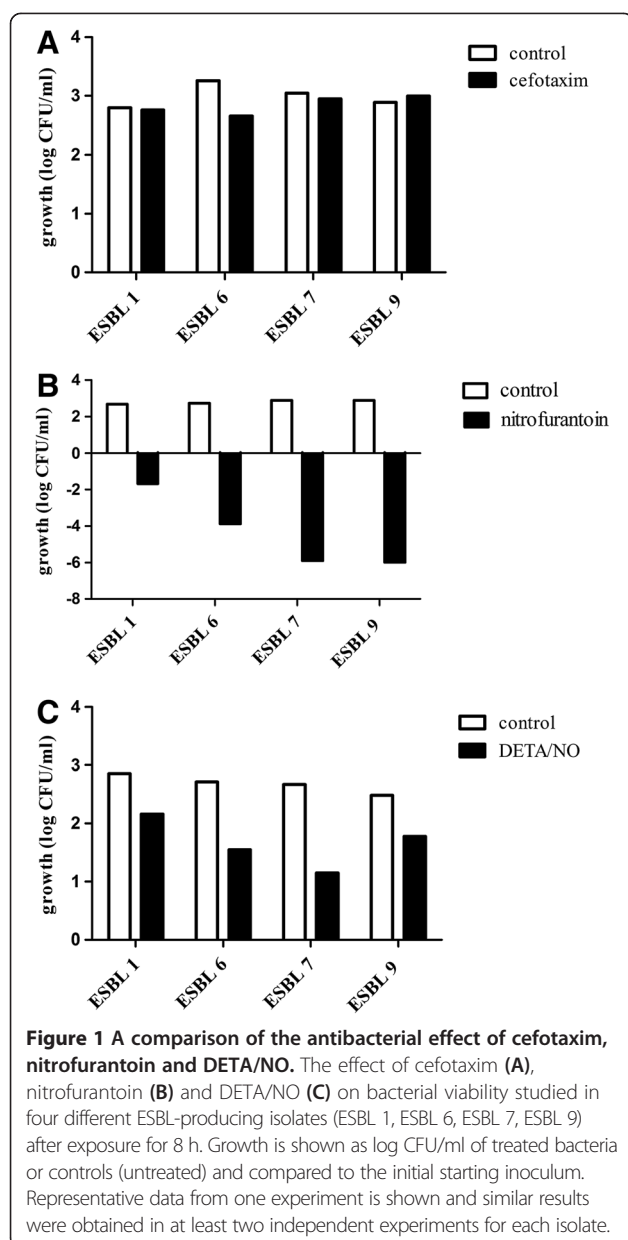 A
4
3
2
1
0
growth (log CFU/ml)
control
cefotaxim
ESBL 1
ESBL 6
ESBL 7
ESBL 9
B
4
2
0
-2
-4
-6
-8
growth (log CFU/ml)
control
nitrofurantoin
ESBL 1
ESBL 6
ESBL 7
ESBL 9
C
4
3
2
1
0
growth (log CFU/ml)
control
DETA/NO
ESBL 1
ESBL 6
ESBL 7
ESBL 9
Figure 1 A comparison of the antibacterial effect of cefotaxim,
nitrofurantoin and DETA/NO. The effect of cefotaxim (A),
nitrofurantoin (B) and DETA/NO (C) on bacterial viability studied in
four different ESBL-producing isolates (ESBL 1, ESBL 6, ESBL 7, ESBL 9)
after exposure for 8 h. Growth is shown as log CFU/ml of treated bacteria
or controls (untreated) and compared to the initial starting inoculum.
Representative data from one experiment is shown and similar results
were obtained in at least two independent experiments for each isolate.